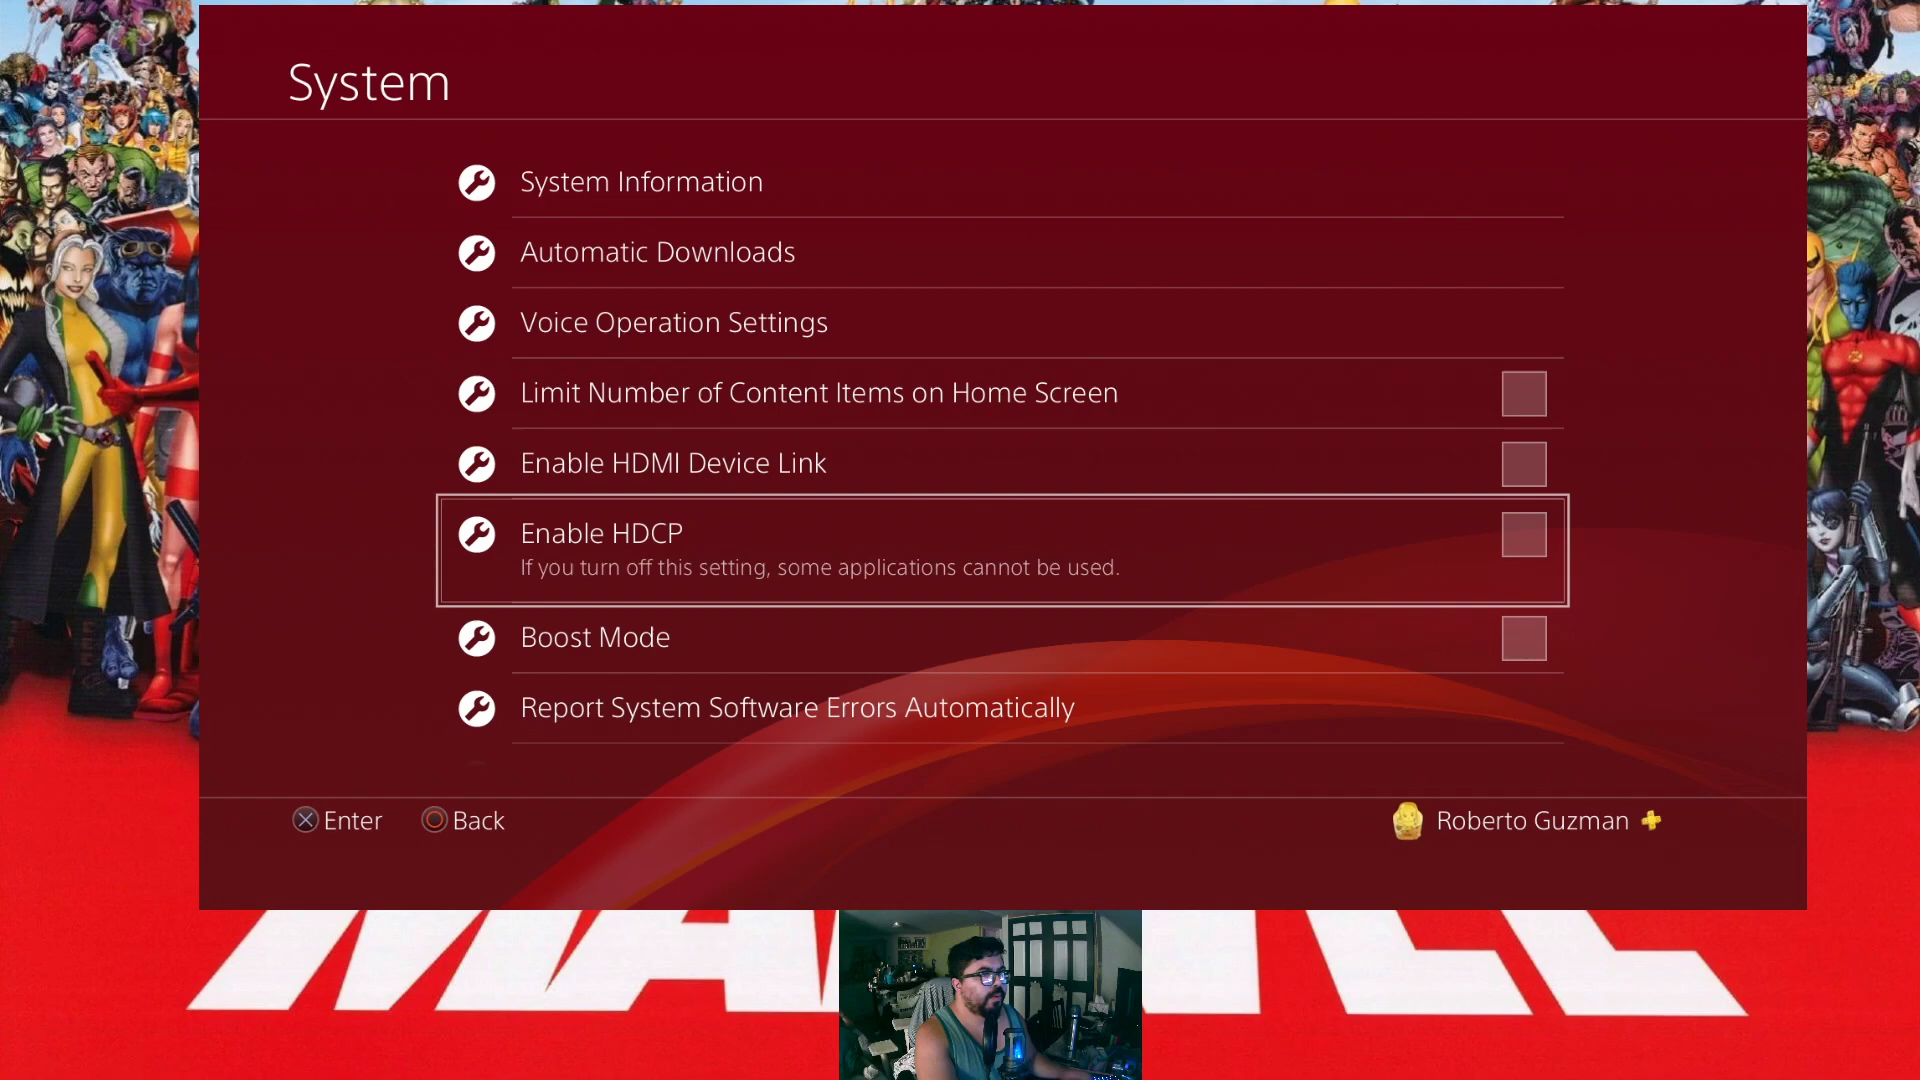 System
System Information
Automatic Downloads
Voice Operation Settings
Limit Number of Content Items on Home Screen
Enable HDMI Device Link
Enable HDCP
If you turn off this setting, some applications cannot be used.
Boost Mode
Report System Software Errors Automatically
Enter Back
Roberto Guzman